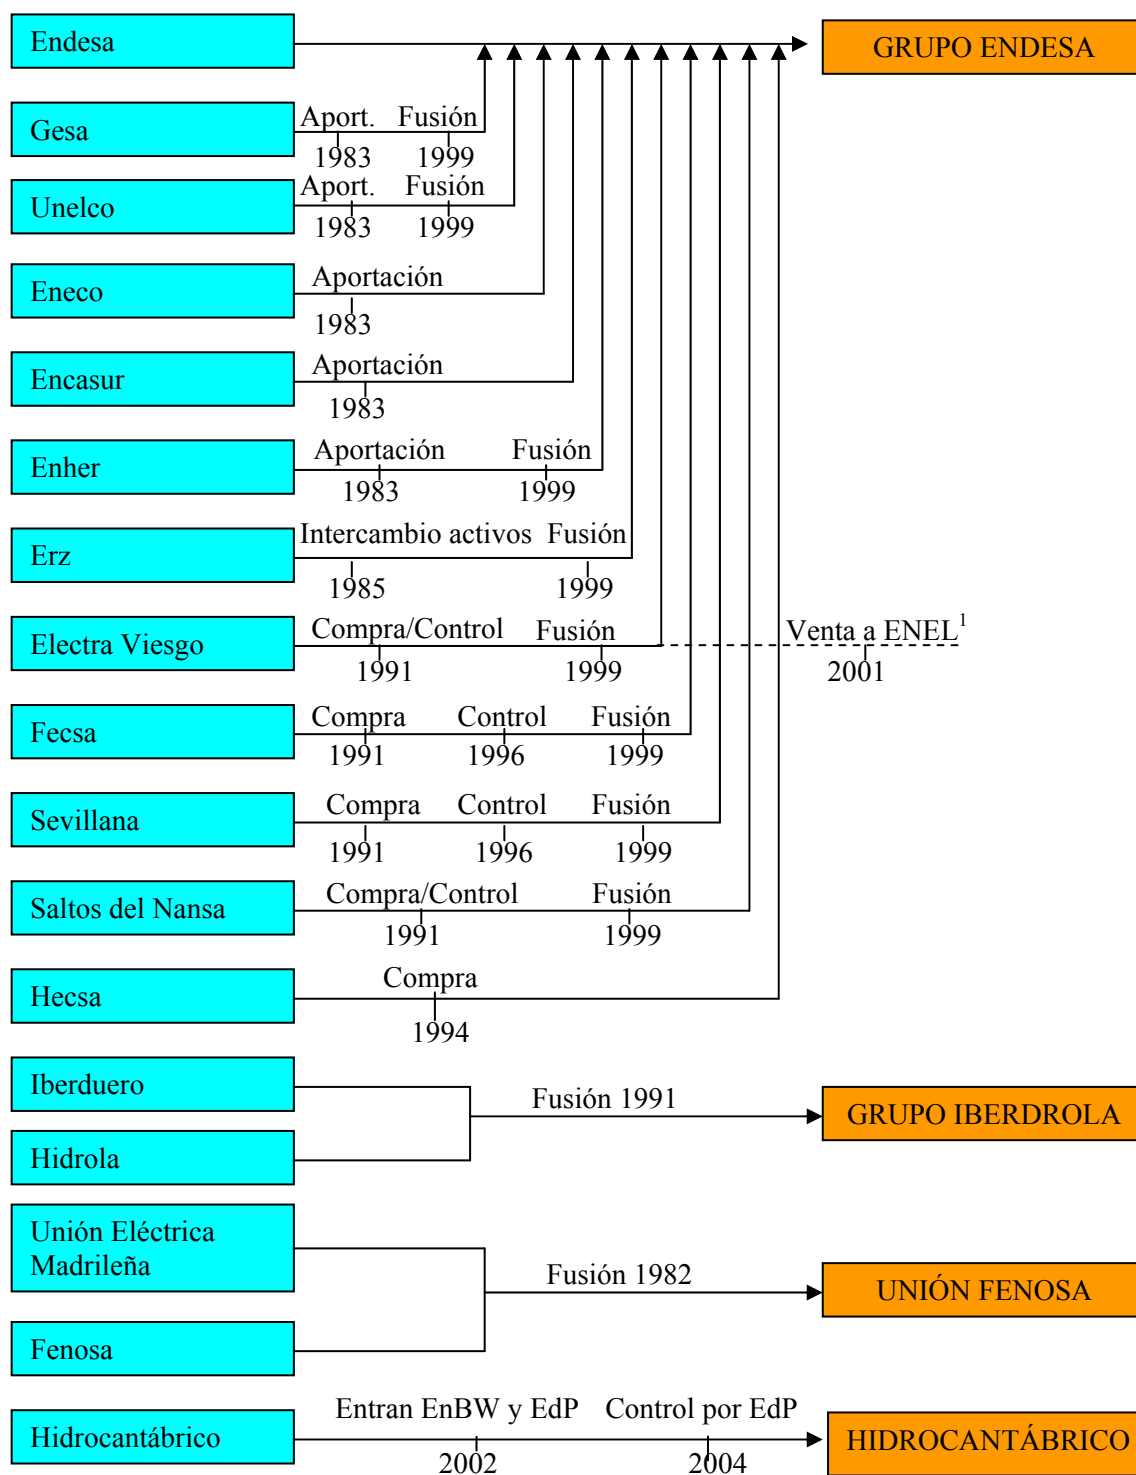 Endesa
GRUPO ENDESA
Gesa
Aport. Fusión
1983 1999
Unelco
Aport. Fusión
1983 1999
Eneco
Aportación
1983
Encasur
Aportación
1983
Enher
Aportación Fusión
1983 1999
Erz
Intercambio activos Fusión
1985 1999
Electra Viesgo
Compra/Control Fusión Venta a ENEL¹
1991 1999 2001
Fecsa
Compra Control Fusión
1991 1996 1999
Sevillana
Compra Control Fusión
1991 1996 1999
Saltos del Nansa
Compra/Control Fusión
1991 1999
Hecsa
Compra
1994
Iberduero
Hidrola
Fusión 1991
GRUPO IBERDROLA
Unión Eléctrica
Madrileña
Fenosa
Fusión 1982
UNIÓN FENOSA
Hidrocantábrico
Entran EnBW y EdP Control por EdP
2002 2004
HIDROCANTÁBRICO